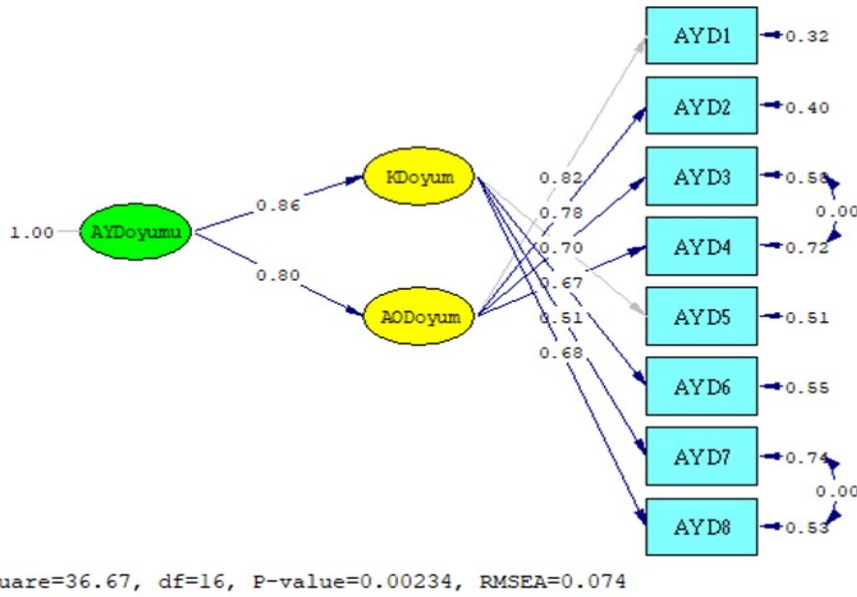 AYD1 0.32
AYD2 0.40
KDoyum 0.82 AYD3 0.58
0.86 0.78 0.00
1.00 AYDoyumu 0.70 AYD4 0.72
0.80 0.67
AODoyum 0.51 AYD5 0.51
0.68
AYD6 0.55
AYD7 0.74
0.00
AYD8 0.53
uare=36.67, df=16, P-value=0.00234, RMSEA=0.074